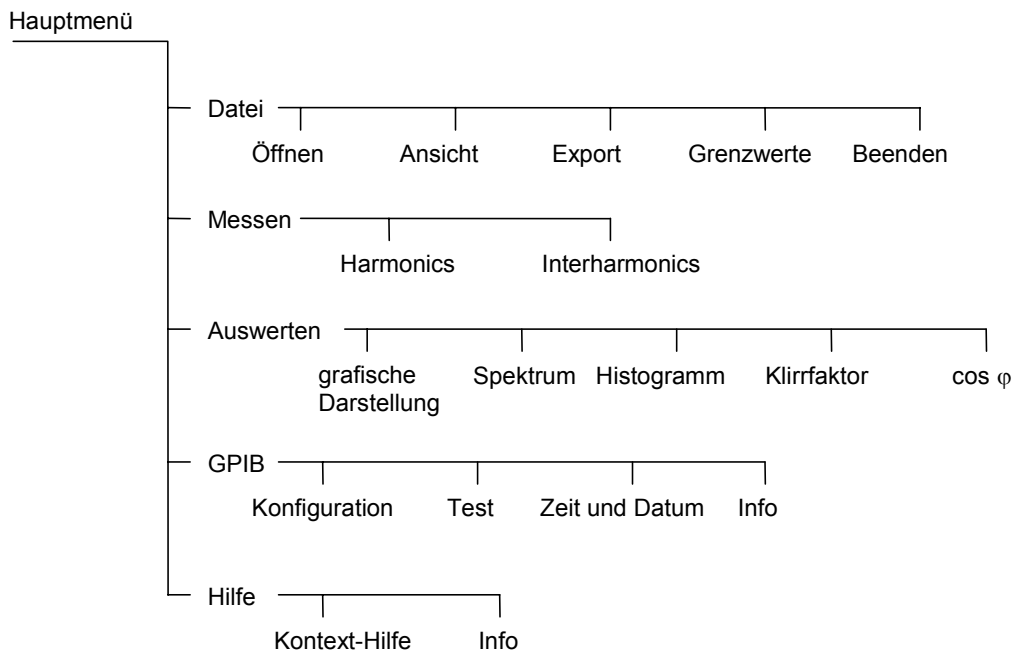 Hauptmenü
Datei
Öffnen Ansicht Export Grenzwerte Beenden
Messen
Harmonics Interharmonics
Auswerten
grafische Darstellung Spektrum Histogramm Klirrfaktor cos φ
GPIB
Konfiguration Test Zeit und Datum Info
Hilfe
Kontext-Hilfe Info